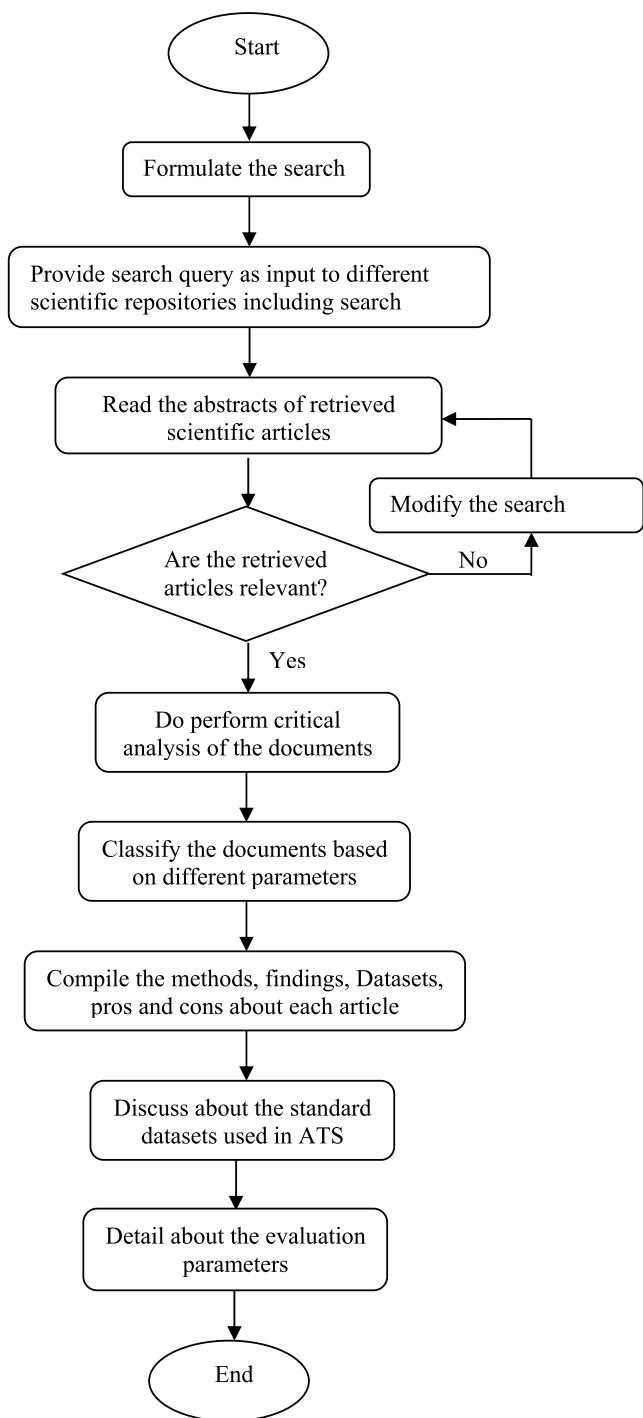 Start
Formulate the search
Provide search query as input to different
scientific repositories including search
Read the abstracts of retrieved
scientific articles
Modify the search
Are the retrieved
articles relevant?
No
Yes
Do perform critical
analysis of the documents
Classify the documents based
on different parameters
Compile the methods, findings, Datasets,
pros and cons about each article
Discuss about the standard
datasets used in ATS
Detail about the evaluation
parameters
End